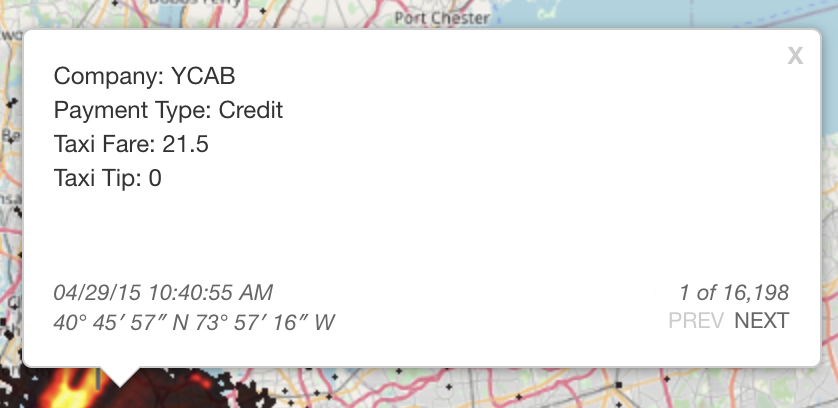 Port Chester
X
Company: YCAB
Payment Type: Credit
Taxi Fare: 21.5
Taxi Tip: 0
04/29/15 10:40:55 AM
1 of 16,198
40° 45′ 57″ N 73° 57′ 16″ W
PREV NEXT